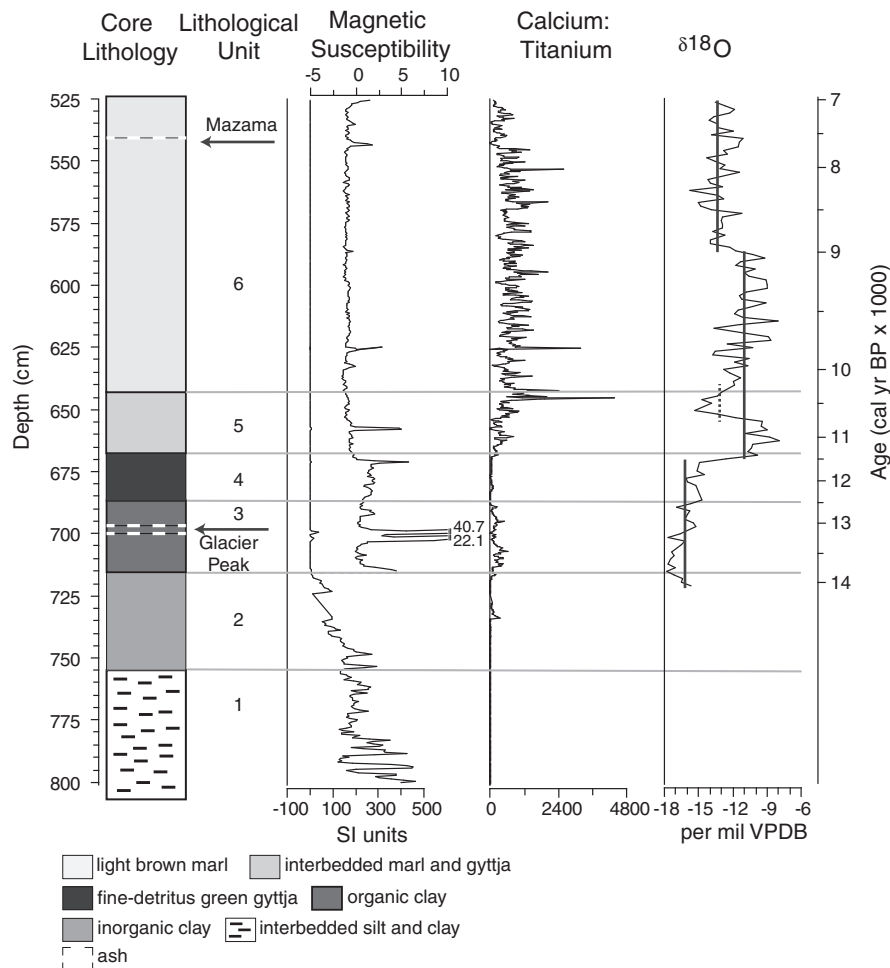 Core Lithology
Lithological Unit
Magnetic Susceptibility
Calcium: Titanium
δ18O
-5 0 5 10
Depth (cm)
525
550
575
600
625
650
675
700
725
750
775
800
Mazama
Glacier Peak
6
5
4
3
2
1
40.7
22.1
7
8
9
10
11
12
13
14
Age (cal yr BP x 1000)
-100 100 300 500
SI units
0 2400 4800
-18 -15 -12 -9 -6
per mil VPDB
light brown marl
interbedded marl and gyttja
fine-detritus green gyttja
organic clay
inorganic clay
interbedded silt and clay
ash